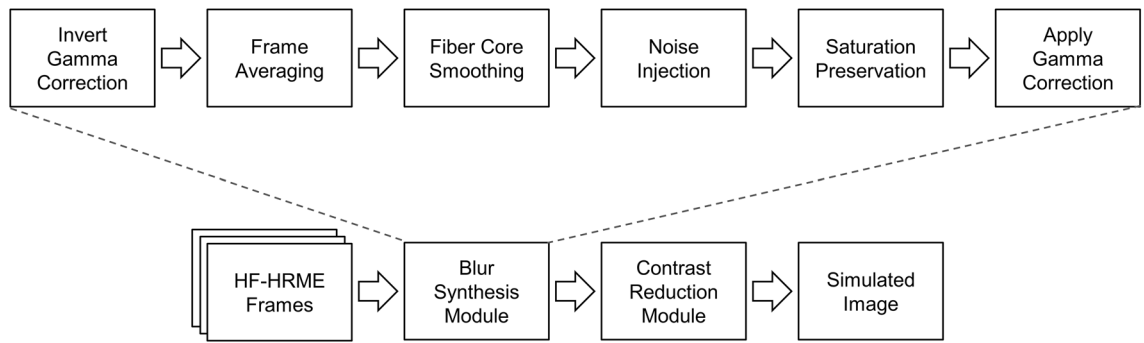 Invert
Gamma
Correction
Frame
Averaging
Fiber Core
Smoothing
Noise
Injection
Saturation
Preservation
Apply
Gamma
Correction
HF-HRME
Frames
Blur
Synthesis
Module
Contrast
Reduction
Module
Simulated
Image